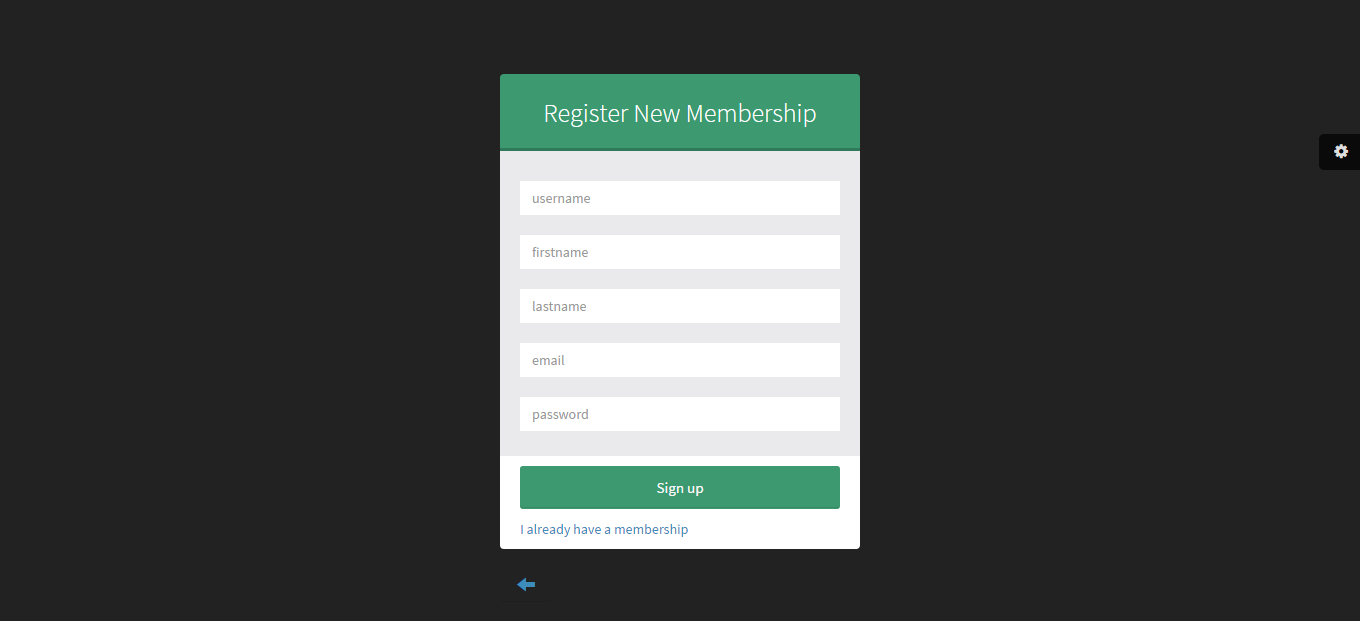 Register New Membership
username
firstname
lastname
email
password
Sign up
I already have a membership